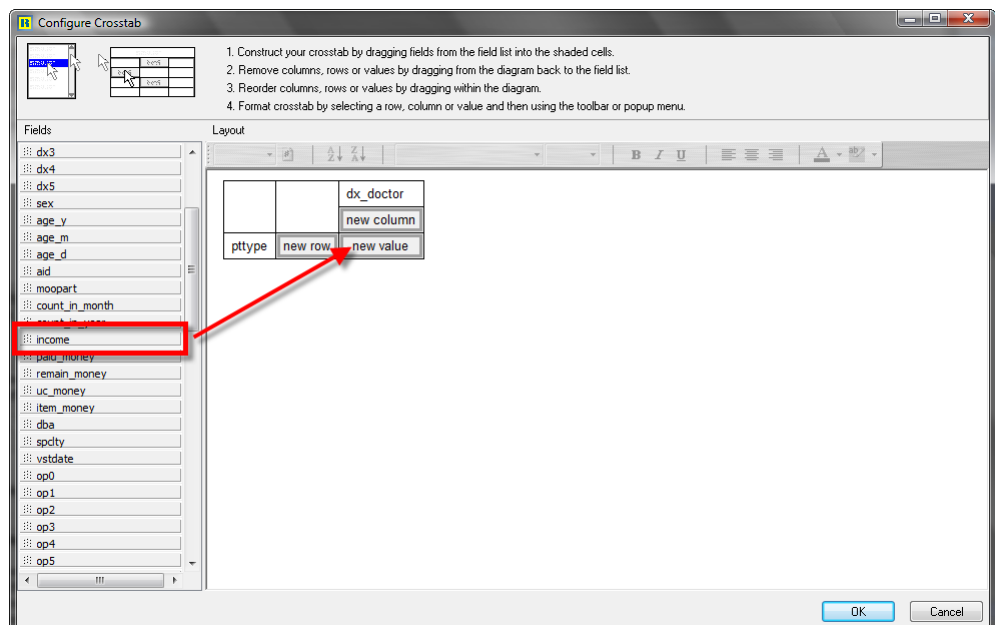 Configure Crosstab
1. Construct your crosstab by dragging fields from the field list into the shaded cells.
2. Remove columns, rows or values by dragging from the diagram back to the field list.
3. Reorder columns, rows or values by dragging within the diagram.
4. Format crosstab by selecting a row, column or value and then using the toolbar or popup menu.
Fields
Layout
dx3
dx4
dx5
sex
age_y
age_m
age_d
aid
moopart
count_in_month
count_in_year
income
paid_money
remain_money
uc_money
item_money
dba
spclty
vstdate
op0
op1
op2
op3
op4
op5
B I U
A
dx_doctor
new column
pttype new row new value
OK Cancel